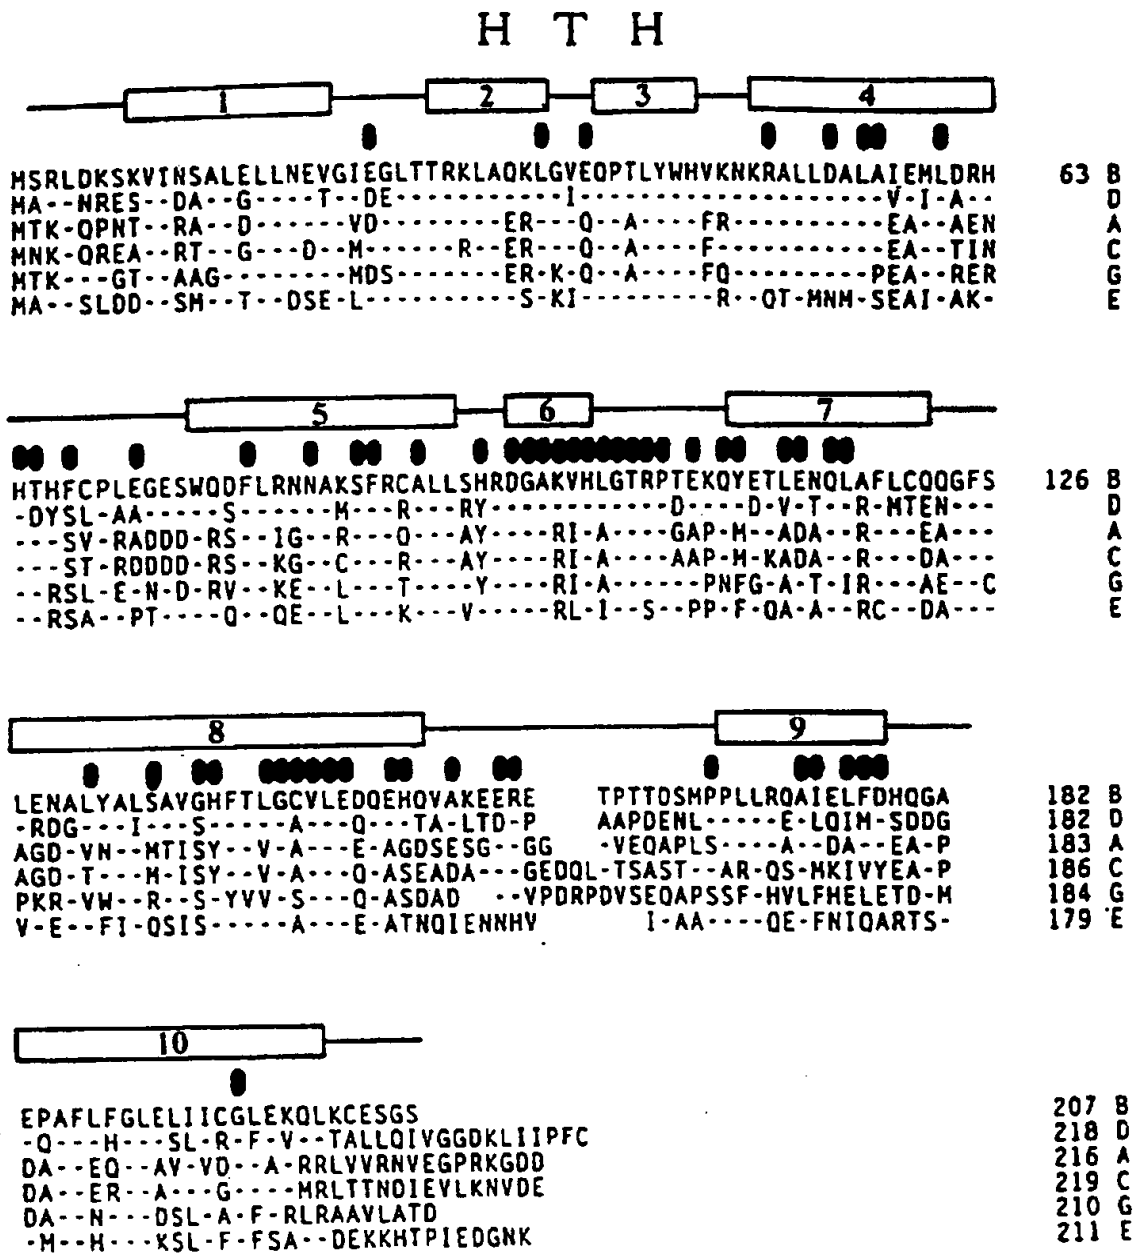 H T H
1 2 3 4
MSRLDKSKVINSALELLNEVGIEGLTTRKLAQKLGVEQPTLYWHVKNKRALLDALAIEMLDRH 63 B
MA--NRES--DA--G----T--DE-----------I--------------------V-I-A-- D
MTK-QPNT--RA--D------VD--------ER---Q--A----FR----------EA--AEN A
MNK-QREA--RT--G---D--M------R--ER---Q--A----F-----------EA--TIN C
MTK---GT--AAG--------MDS-------ER-K-Q--A----FQ---------PEA--RER G
MA--SLDD--SM--T--DSE-L----------S-KI---------R--QT-MNM-SEAI-AK- E
5 6 7
HTHFCPLEGESWQDFLRNNAKSFRCALLSHRDGAKVHLGTRPTEKQYETLENQLAFLCQQGFS 126 B
-DYSL-AA-----S------M---R---RY------------D----D-V-T--R-MTEN--- D
---SV-RADDD-RS--IG--R---Q---AY----RI-A----GAP-M--ADA--R---EA--- A
---ST-RDDDD-RS--KG--C---R---AY----RI-A----AAP-M-KADA--R---DA--- C
--RSL-E-N-D-RV--KE--L---T----Y----RI-A------PNFG-A-T-IR---AE--C G
--RSA--PT----Q--QE--L---K---V-----RL-I--S--PP-F-QA-A--RC--DA--- E
8 9
LENALYALSAVGHFTLGCVLEDQEHQVAKEERE TPTTDSMPPLLRQAIELFDHQGA 182 B
-RDG---I---S-----A---Q---TA-LTD-P AAPDENL-----E-LQIM-SDDG 182 D
AGD-VN--MTISY--V-A---E-AGDSESG--GG -VEQAPLS----A--DA--EA-P 183 A
AGD-T---M-ISY--V-A---Q-ASEADA---GEDQL-TSAST--AR-QS-MKIVYEA-P 186 C
PKR-VW--R--S-YVV-S---Q-ASDAD --VPDRPDVSEQAPSSF-HVLFHELETD-M 184 G
V-E--FI-QSIS-----A---E-ATNQIENNHV I-AA----QE-FNIQARTS- 179 E
10
EPAFLFGLELIICGLEKQLKCESGS 207 B
-Q---H---SL-R-F-V--TALLQIVGGDKLIIPFC 218 D
DA--EQ--AV-VD--A-RRLVVRNVEGPRKGDD 216 A
DA--ER--A---G----MRLTTNDIEVLKNVDE 219 C
DA--N---DSL-A-F-RLRAAVLATD 210 G
-M--H---KSL-F-FSA--DEKKHTPIEDGNK 211 E